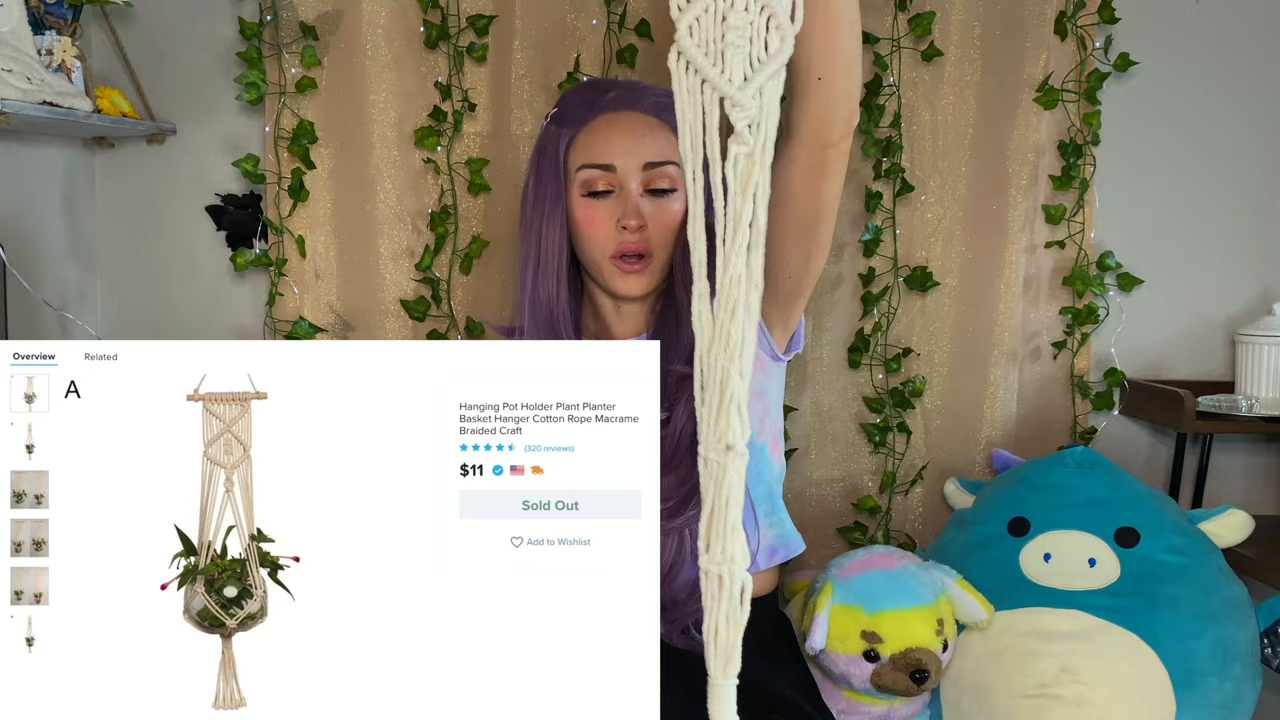 Overview Related
A
Hanging Pot Holder Plant Planter
Basket Hanger Cotton Rope Macrame
Braided Craft
(320 reviews)
$11
Sold Out
Add to Wishlist